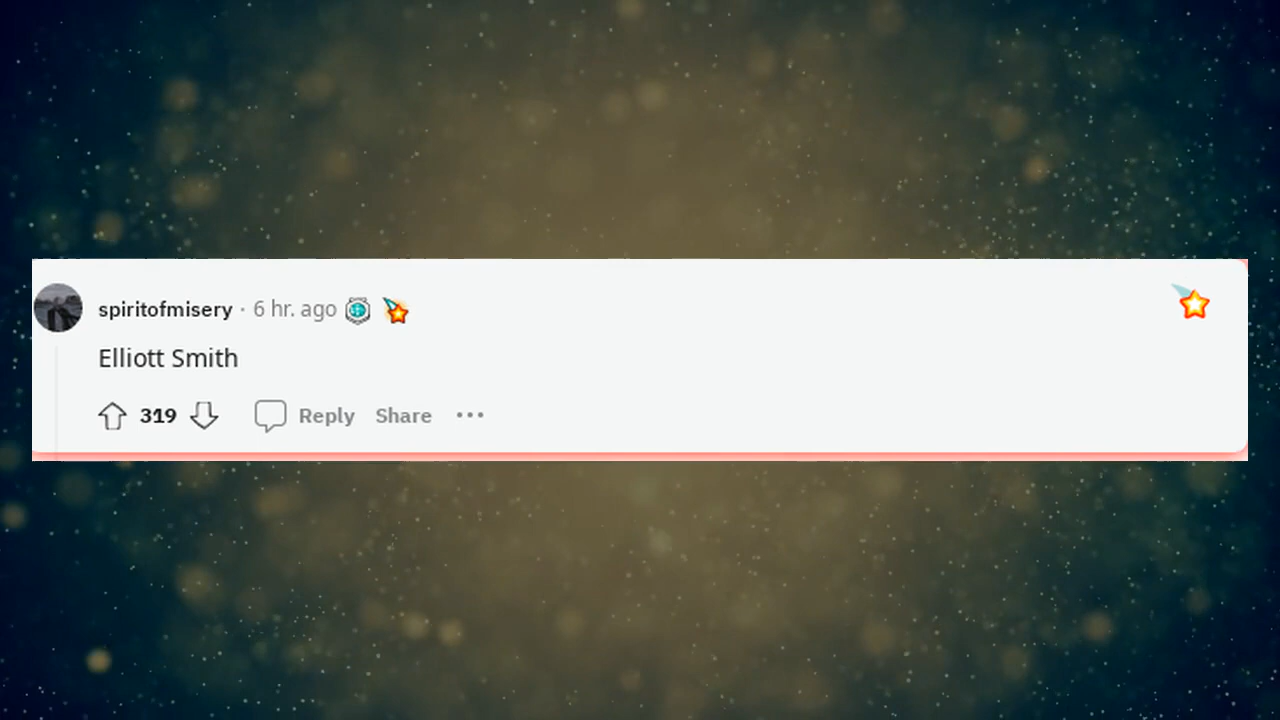 spiritofmisery · 6 hr. ago
Elliott Smith
319 Reply Share •••